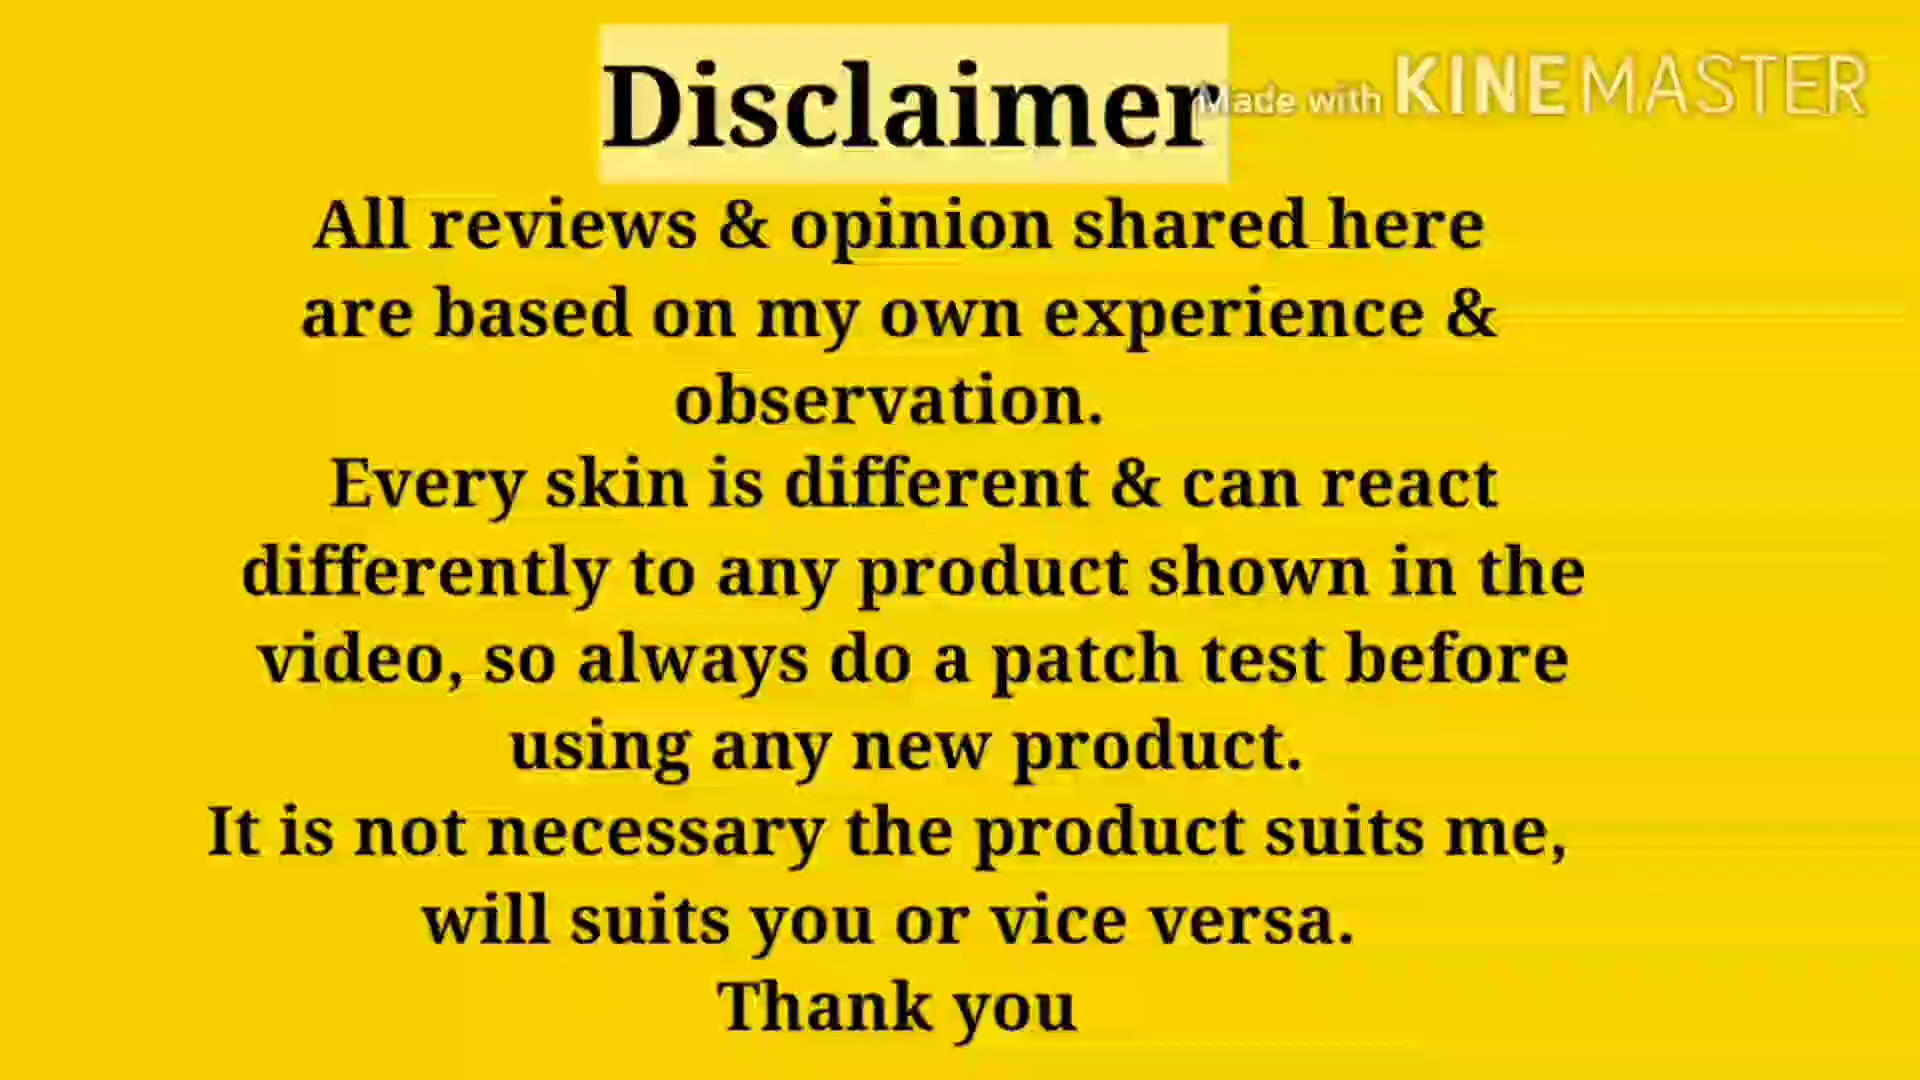 Disclaimer
Made with KINEMASTER
All reviews & opinion shared here
are based on my own experience &
observation.
Every skin is different & can react
differently to any product shown in the
video, so always do a patch test before
using any new product.
It is not necessary the product suits me,
will suits you or vice versa.
Thank you